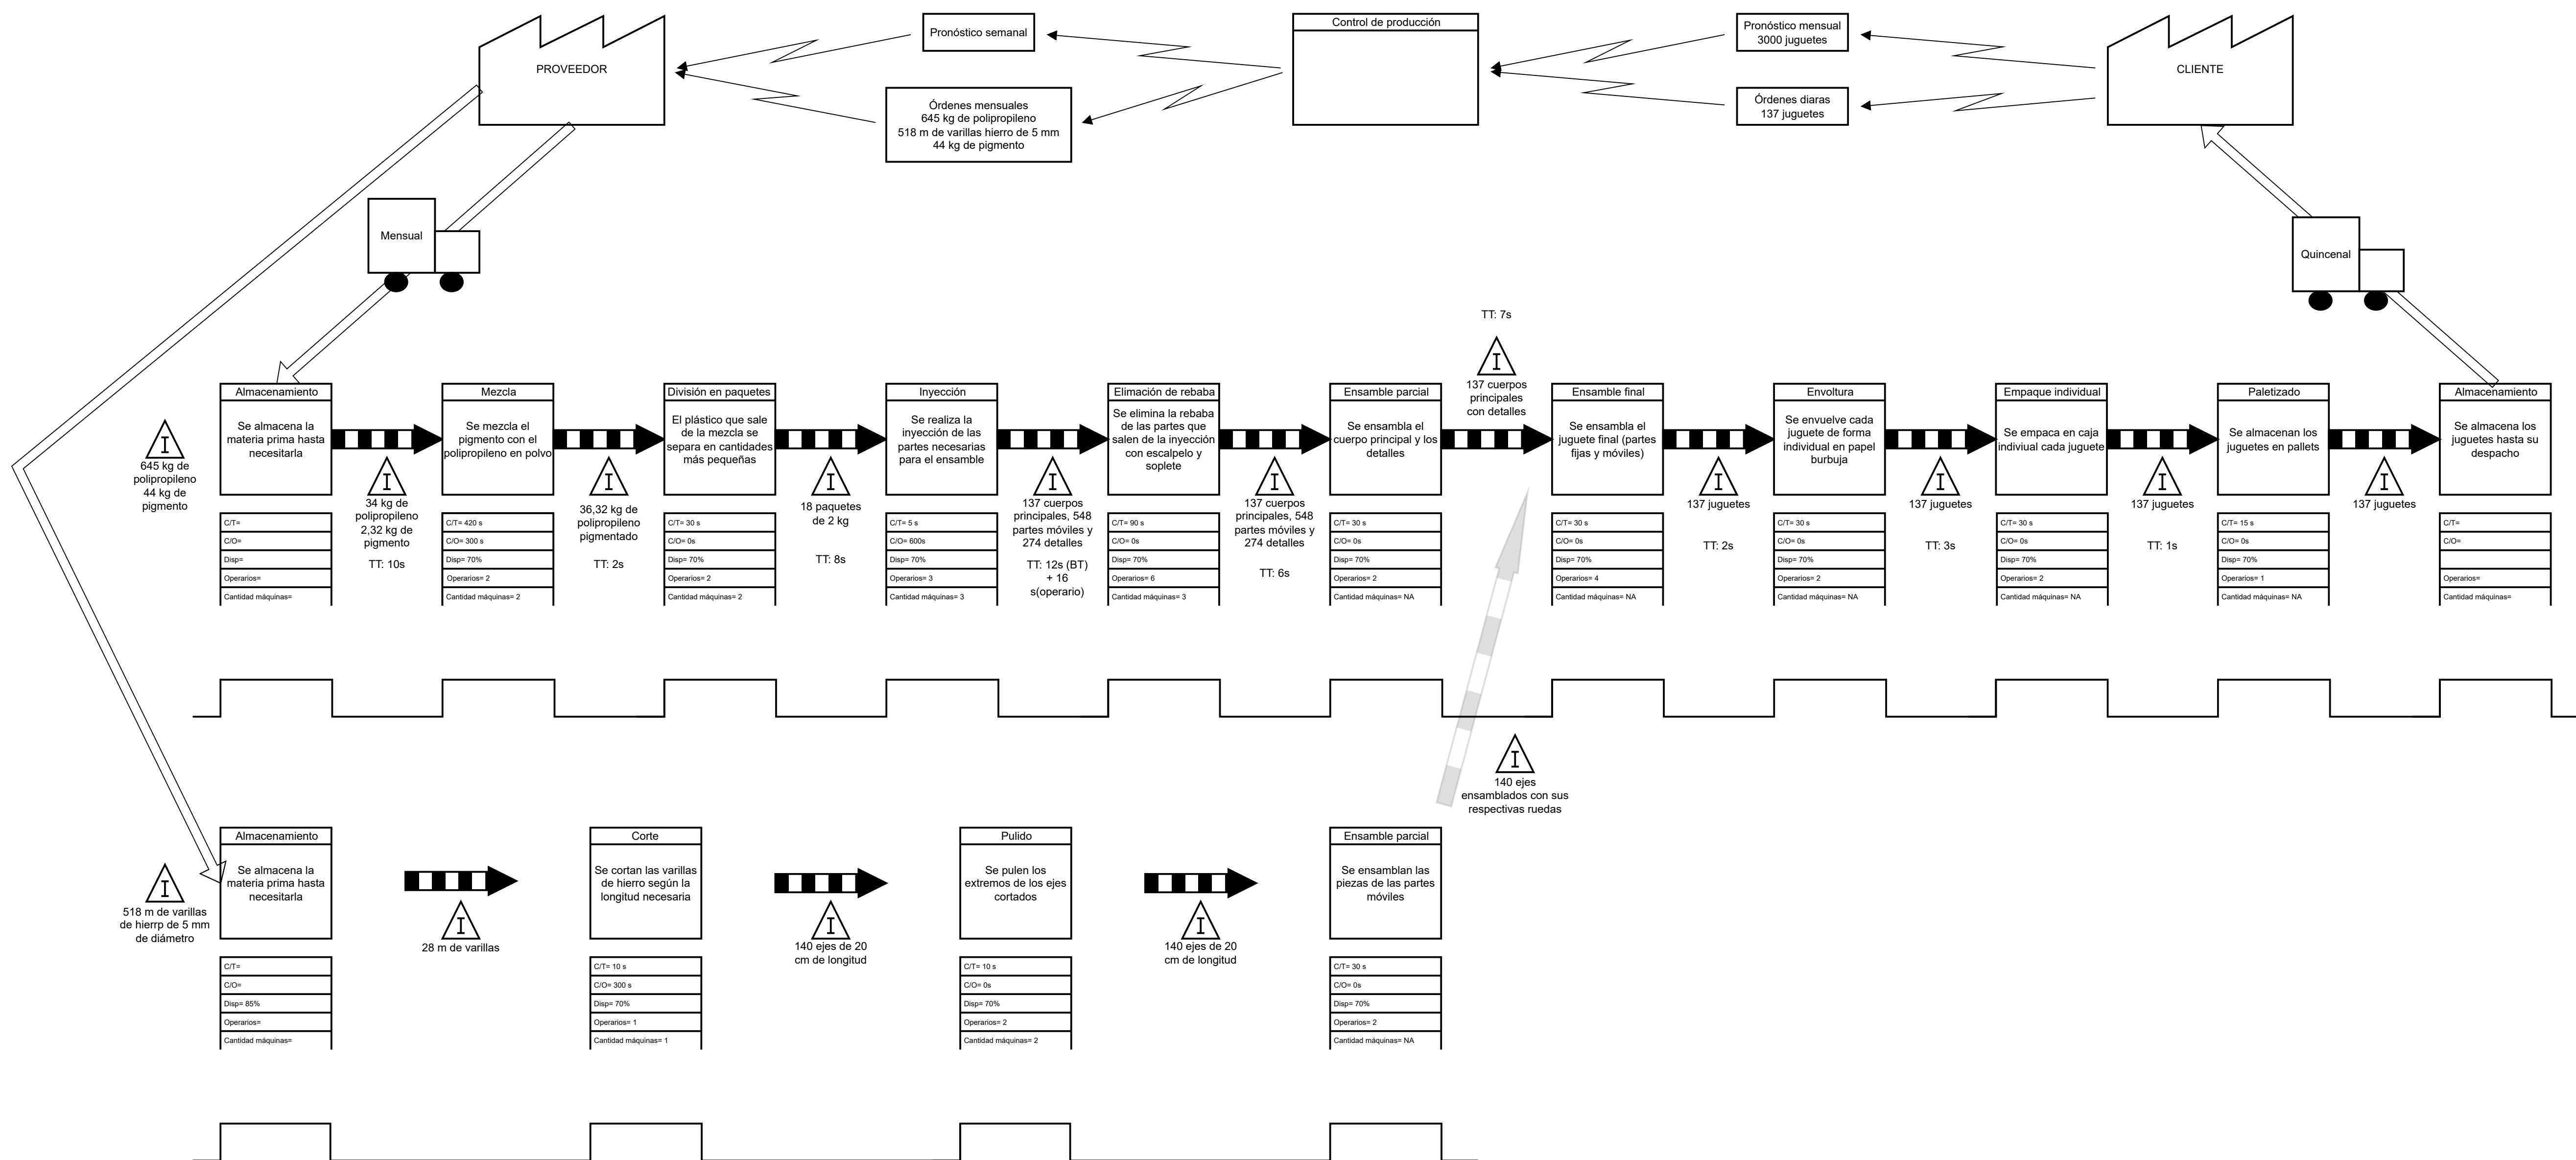 PROVEEDOR
Pronóstico semanal
Órdenes mensuales
645 kg de polipropileno
518 m de varillas hierro de 5 mm
44 kg de pigmento
Control de producción
Pronóstico mensual
3000 juguetes
Órdenes diaras
137 juguetes
CLIENTE
Mensual
Quincenal
I
645 kg de
polipropileno
44 kg de
pigmento
Almacenamiento
Se almacena la
materia prima hasta
necesitarla
C/T=
C/O=
Disp=
Operarios=
Cantidad máquinas=
I
34 kg de
polipropileno
2,32 kg de
pigmento
TT: 10s
Mezcla
Se mezcla el
pigmento con el
polipropileno en polvo
C/T= 420 s
C/O= 300 s
Disp= 70%
Operarios= 2
Cantidad máquinas= 2
I
36,32 kg de
polipropileno
pigmentado
TT: 2s
División en paquetes
El plástico que sale
de la mezcla se
separa en cantidades
más pequeñas
C/T= 30 s
C/O= 0s
Disp= 70%
Operarios= 2
Cantidad máquinas= 2
I
18 paquetes
de 2 kg
TT: 8s
Inyección
Se realiza la
inyección de las
partes necesarias
para el ensamble
C/T= 5 s
C/O= 600s
Disp= 70%
Operarios= 3
Cantidad máquinas= 3
I
137 cuerpos
principales, 548
partes móviles y
274 detalles
TT: 12s (BT)
+ 16
s(operario)
Elimación de rebaba
Se elimina la rebaba
de las partes que
salen de la inyección
con escalpelo y
soplete
C/T= 90 s
C/O= 0s
Disp= 70%
Operarios= 6
Cantidad máquinas= 3
I
137 cuerpos
principales, 548
partes móviles y
274 detalles
TT: 6s
Ensamble parcial
Se ensambla el
cuerpo principal y los
detalles
C/T= 30 s
C/O= 0s
Disp= 70%
Operarios= 2
Cantidad máquinas= NA
TT: 7s
I
137 cuerpos
principales
con detalles
Ensamble final
Se ensambla el
juguete final (partes
fijas y móviles)
C/T= 30 s
C/O= 0s
Disp= 70%
Operarios= 4
Cantidad máquinas= NA
I
137 juguetes
TT: 2s
Envoltura
Se envuelve cada
juguete de forma
individual en papel
burbuja
C/T= 30 s
C/O= 0s
Disp= 70%
Operarios= 2
Cantidad máquinas= NA
I
137 juguetes
TT: 3s
Empaque individual
Se empaca en caja
indiviual cada juguete
C/T= 30 s
C/O= 0s
Disp= 70%
Operarios= 2
Cantidad máquinas= NA
I
137 juguetes
TT: 1s
Paletizado
Se almacenan los
juguetes en pallets
C/T= 15 s
C/O= 0s
Disp= 70%
Operarios= 1
Cantidad máquinas= NA
I
137 juguetes
Almacenamiento
Se almacena los
juguetes hasta su
despacho
C/T=
C/O=
Operarios=
Cantidad máquinas=
I
140 ejes
ensamblados con sus
respectivas ruedas
I
518 m de varillas
de hierrp de 5 mm
de diámetro
Almacenamiento
Se almacena la
materia prima hasta
necesitarla
C/T=
C/O=
Disp= 85%
Operarios=
Cantidad máquinas=
I
28 m de varillas
Corte
Se cortan las varillas
de hierro según la
longitud necesaria
C/T= 10 s
C/O= 300 s
Disp= 70%
Operarios= 1
Cantidad máquinas= 1
I
140 ejes de 20
cm de longitud
Pulido
Se pulen los
extremos de los ejes
cortados
C/T= 10 s
C/O= 0s
Disp= 70%
Operarios= 2
Cantidad máquinas= 2
I
140 ejes de 20
cm de longitud
Ensamble parcial
Se ensamblan las
piezas de las partes
móviles
C/T= 30 s
C/O= 0s
Disp= 70%
Operarios= 2
Cantidad máquinas= NA